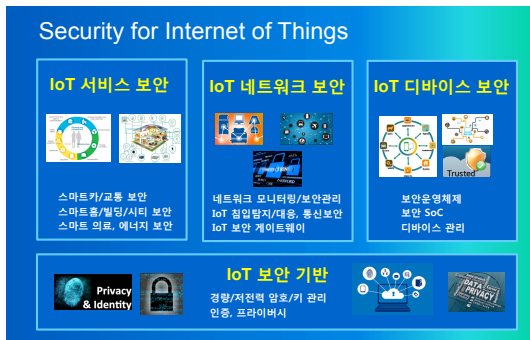 Security for Internet of Things
IoT 서비스 보안
스마트카/교통 보안
스마트홈/빌딩/시티 보안
스마트 의료, 에너지 보안
IoT 네트워크 보안
네트워크 모니터링/보안관리
IoT 침입탐지/대응, 통신보안
IoT 보안 게이트웨이
IoT 디바이스 보안
Trusted
보안운영체제
보안 SoC
디바이스 관리
IoT 보안 기반
Privacy
& Identity
경량/저전력 암호/키 관리
인증, 프라이버시
DATA
PRIVACY